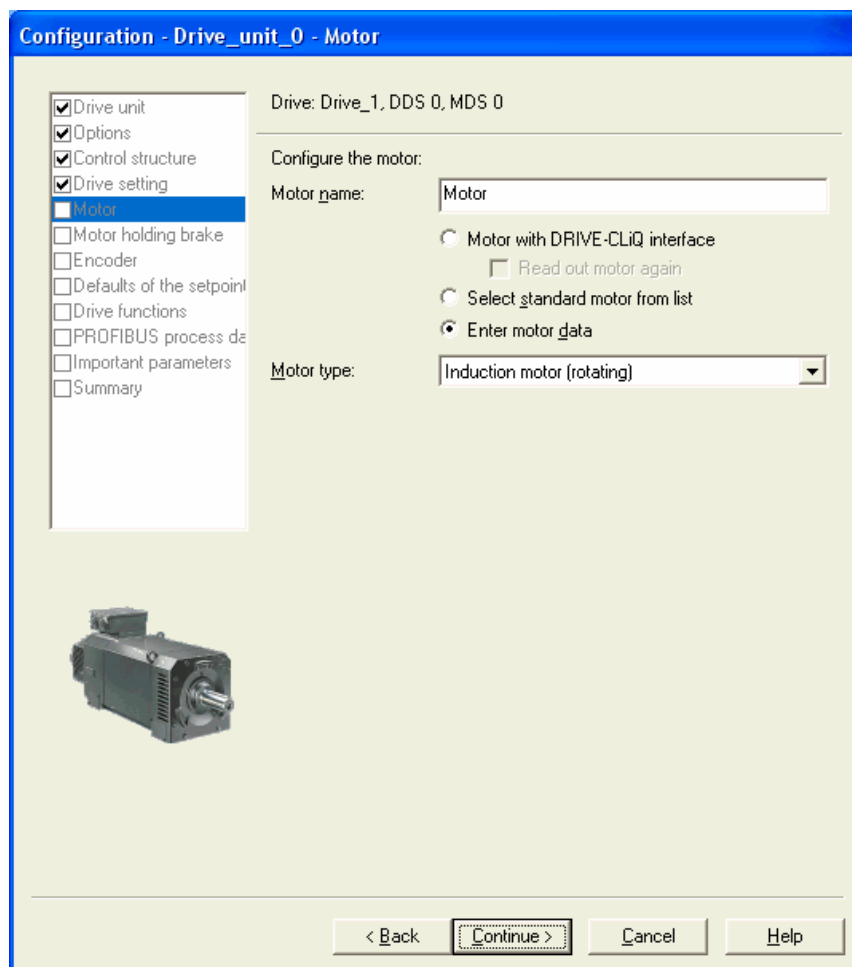 Configuration - Drive_unit_0 - Motor
Drive unit
Options
Control structure
Drive setting
Motor
Motor holding brake
Encoder
Defaults of the setpoint
Drive functions
PROFIBUS process da
Important parameters
Summary
Drive: Drive_1, DDS 0, MDS 0
Configure the motor:
Motor name: Motor
Motor with DRIVE-CLiQ interface
Read out motor again
Select standard motor from list
Enter motor data
Motor type: Induction motor (rotating)
< Back Continue > Cancel Help